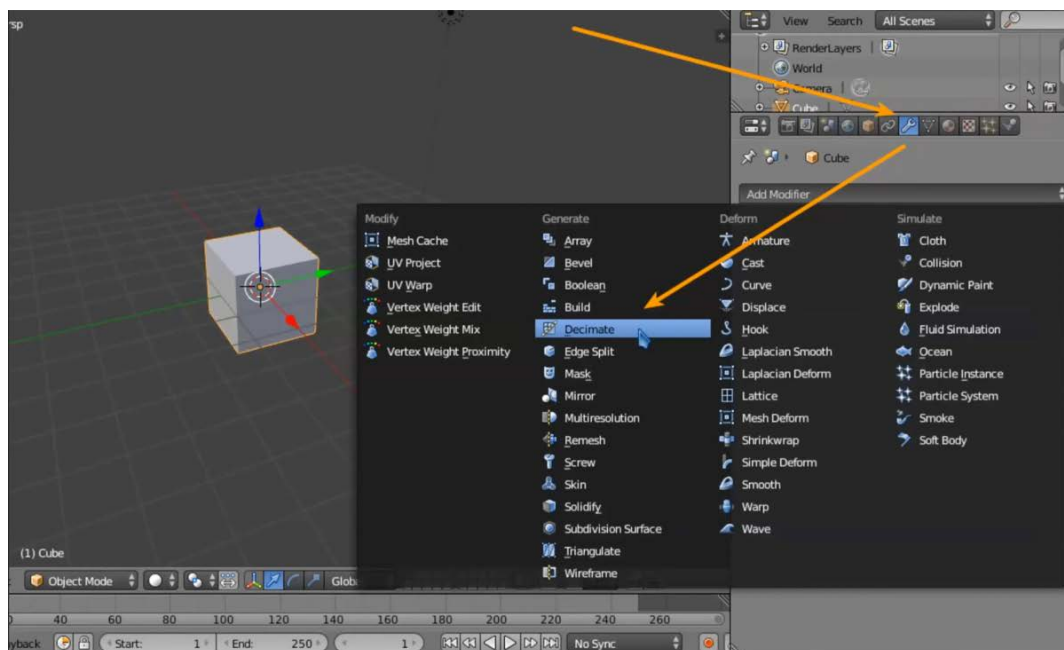 View Search All Scenes
RenderLayers
World
Camera
Cube
Cube
Add Modifier
Modify
Mesh Cache
UV Project
UV Warp
Vertex Weight Edit
Vertex Weight Mix
Vertex Weight Proximity
Generate
Array
Bevel
Boolean
Build
Decimate
Edge Split
Mask
Mirror
Multiresolution
Remesh
Screw
Skin
Solidify
Subdivision Surface
Triangulate
Wireframe
Deform
Armature
Cast
Curve
Displace
Hook
Laplacian Smooth
Laplacian Deform
Lattice
Mesh Deform
Shrinkwrap
Simple Deform
Smooth
Warp
Wave
Simulate
Cloth
Collision
Dynamic Paint
Explode
Fluid Simulation
Ocean
Particle Instance
Particle System
Smoke
Soft Body
(1) Cube
Object Mode
40 60 80 100 120 140 160 180 200 220 240 260
Start: 1 End: 250 1 No Sync